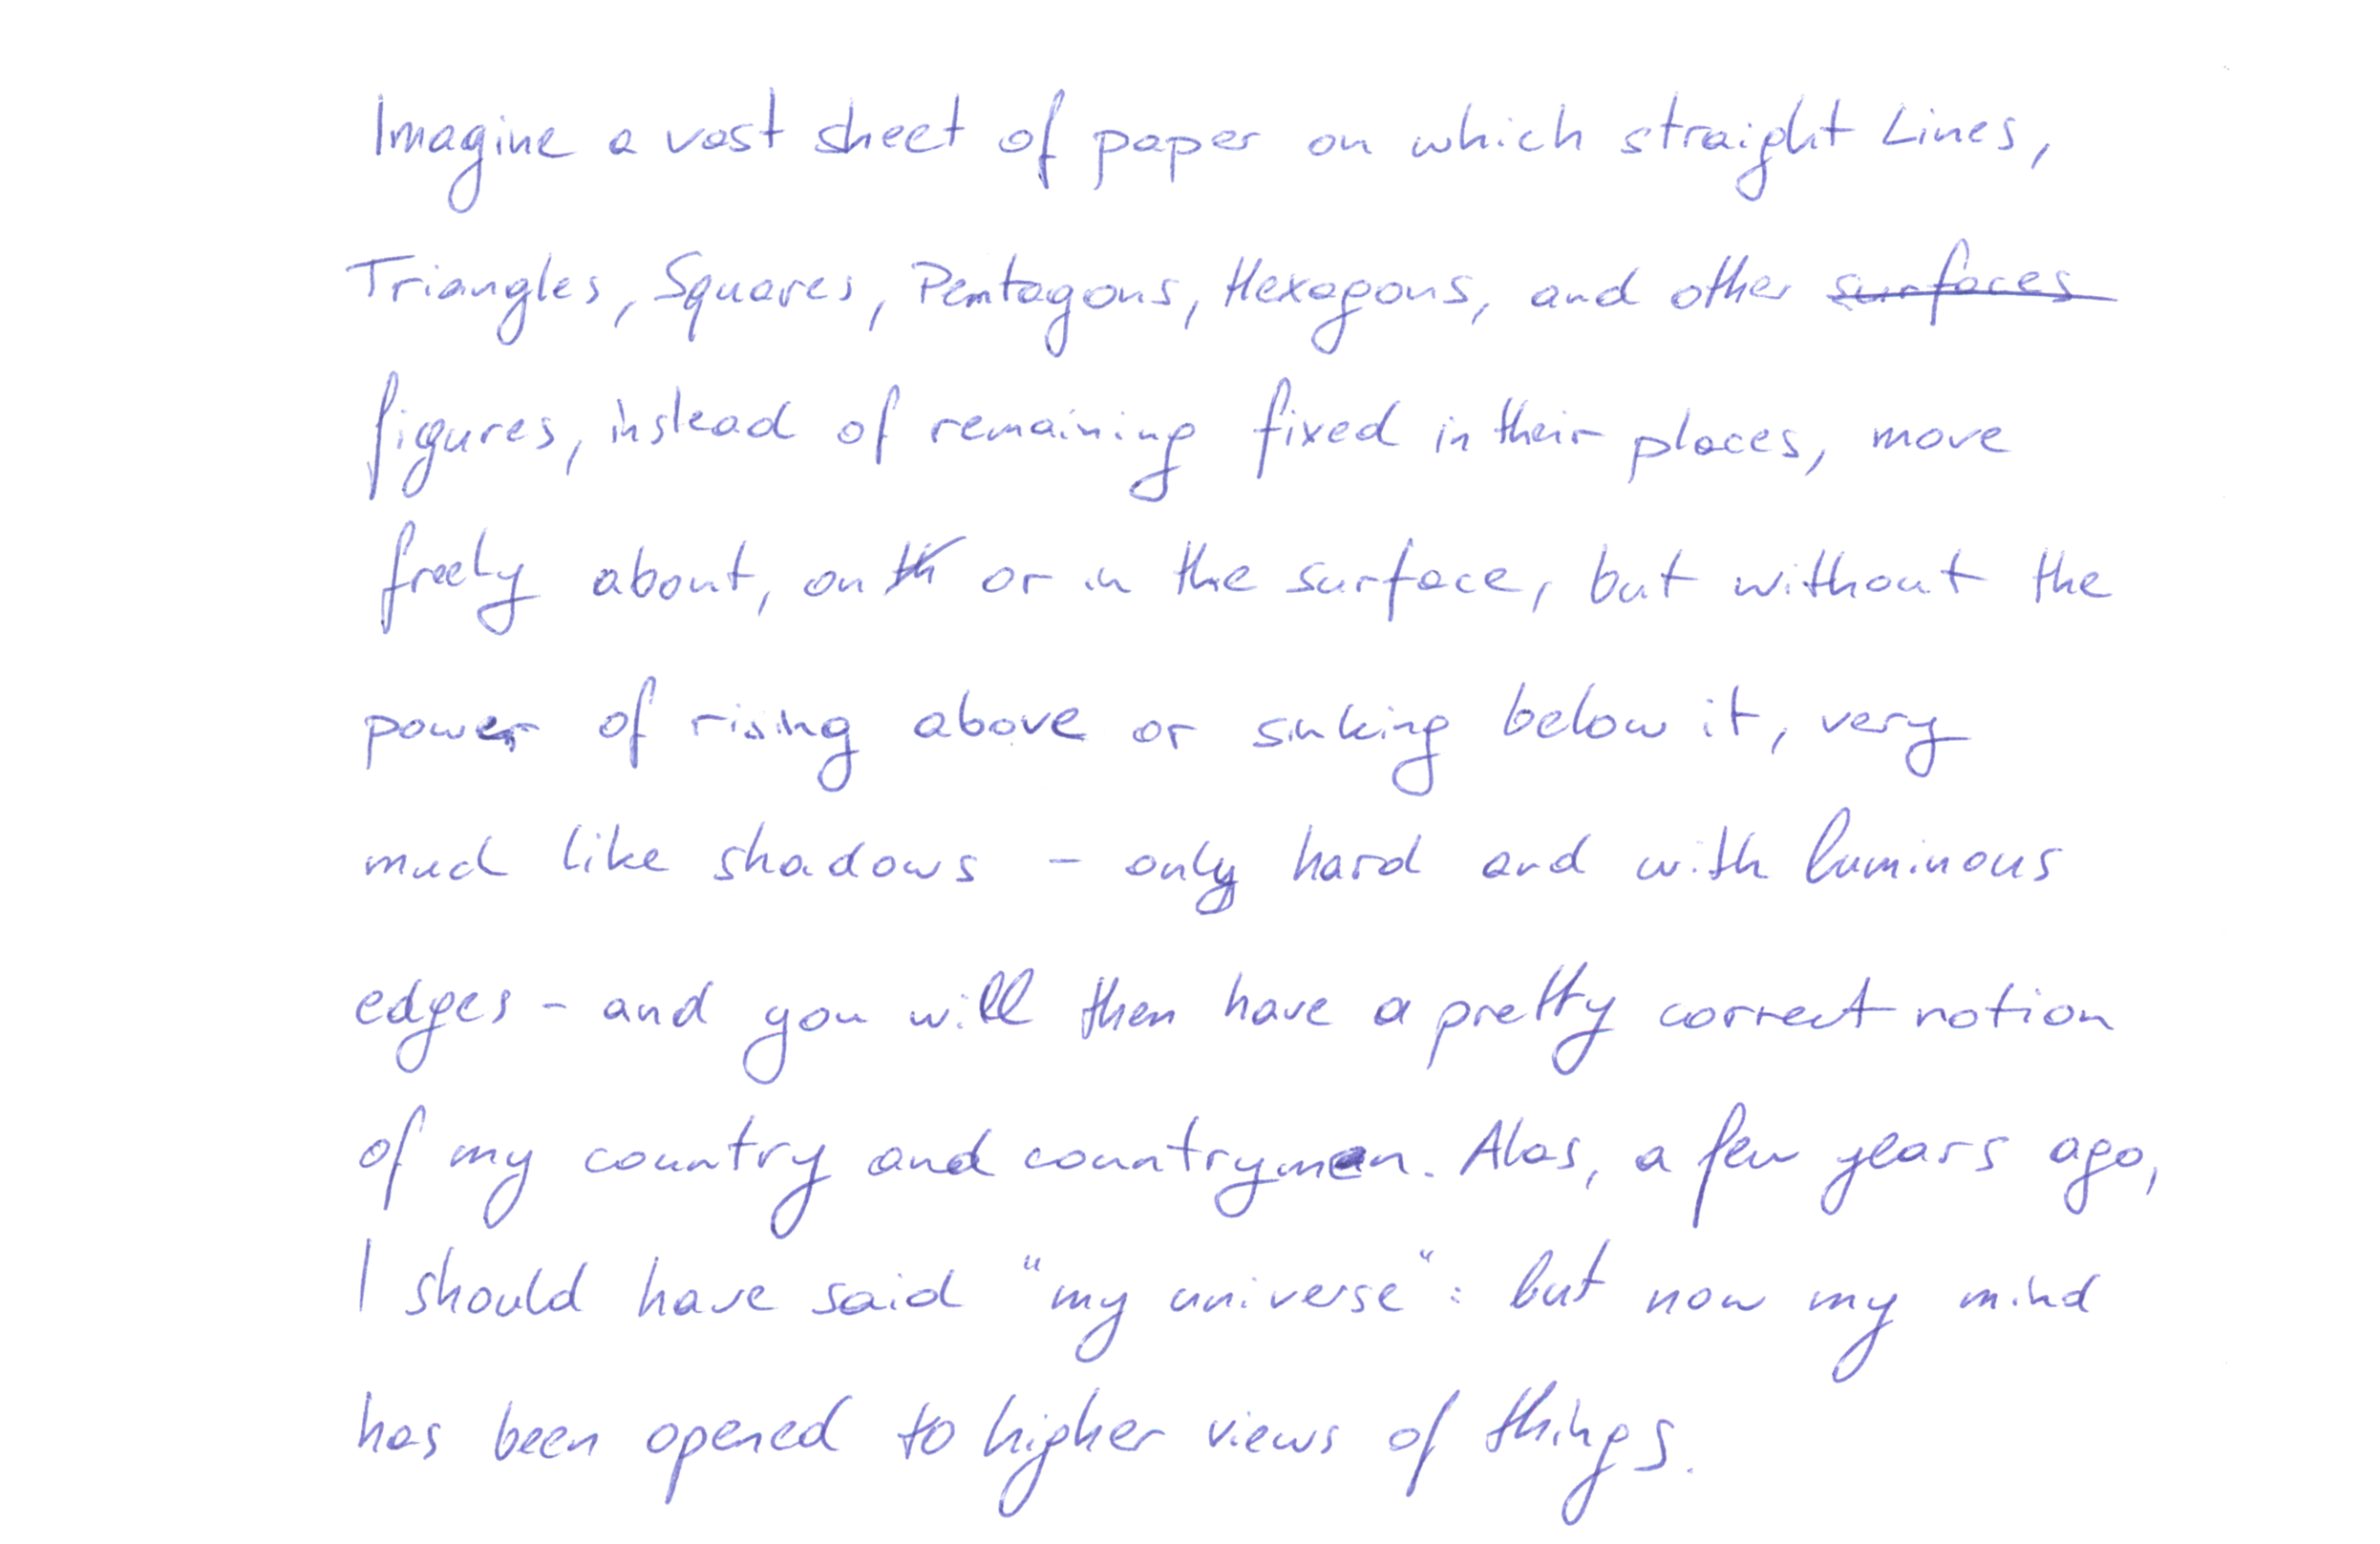 Imagine a vast sheet of paper on which straight Lines,
Triangles, Squares, Pentagons, Hexagons, and other ~~surfaces~~
figures, instead of remaining fixed in their places, move
freely about, on ~~th~~ or in the surface, but without the
power of rising above or sinking below it, very
much like shadows - only hard and with luminous
edges - and you will then have a pretty correct notion
of my country and countrymen. Alas, a few years ago,
I should have said "my universe": but now my mind
has been opened to higher views of things.